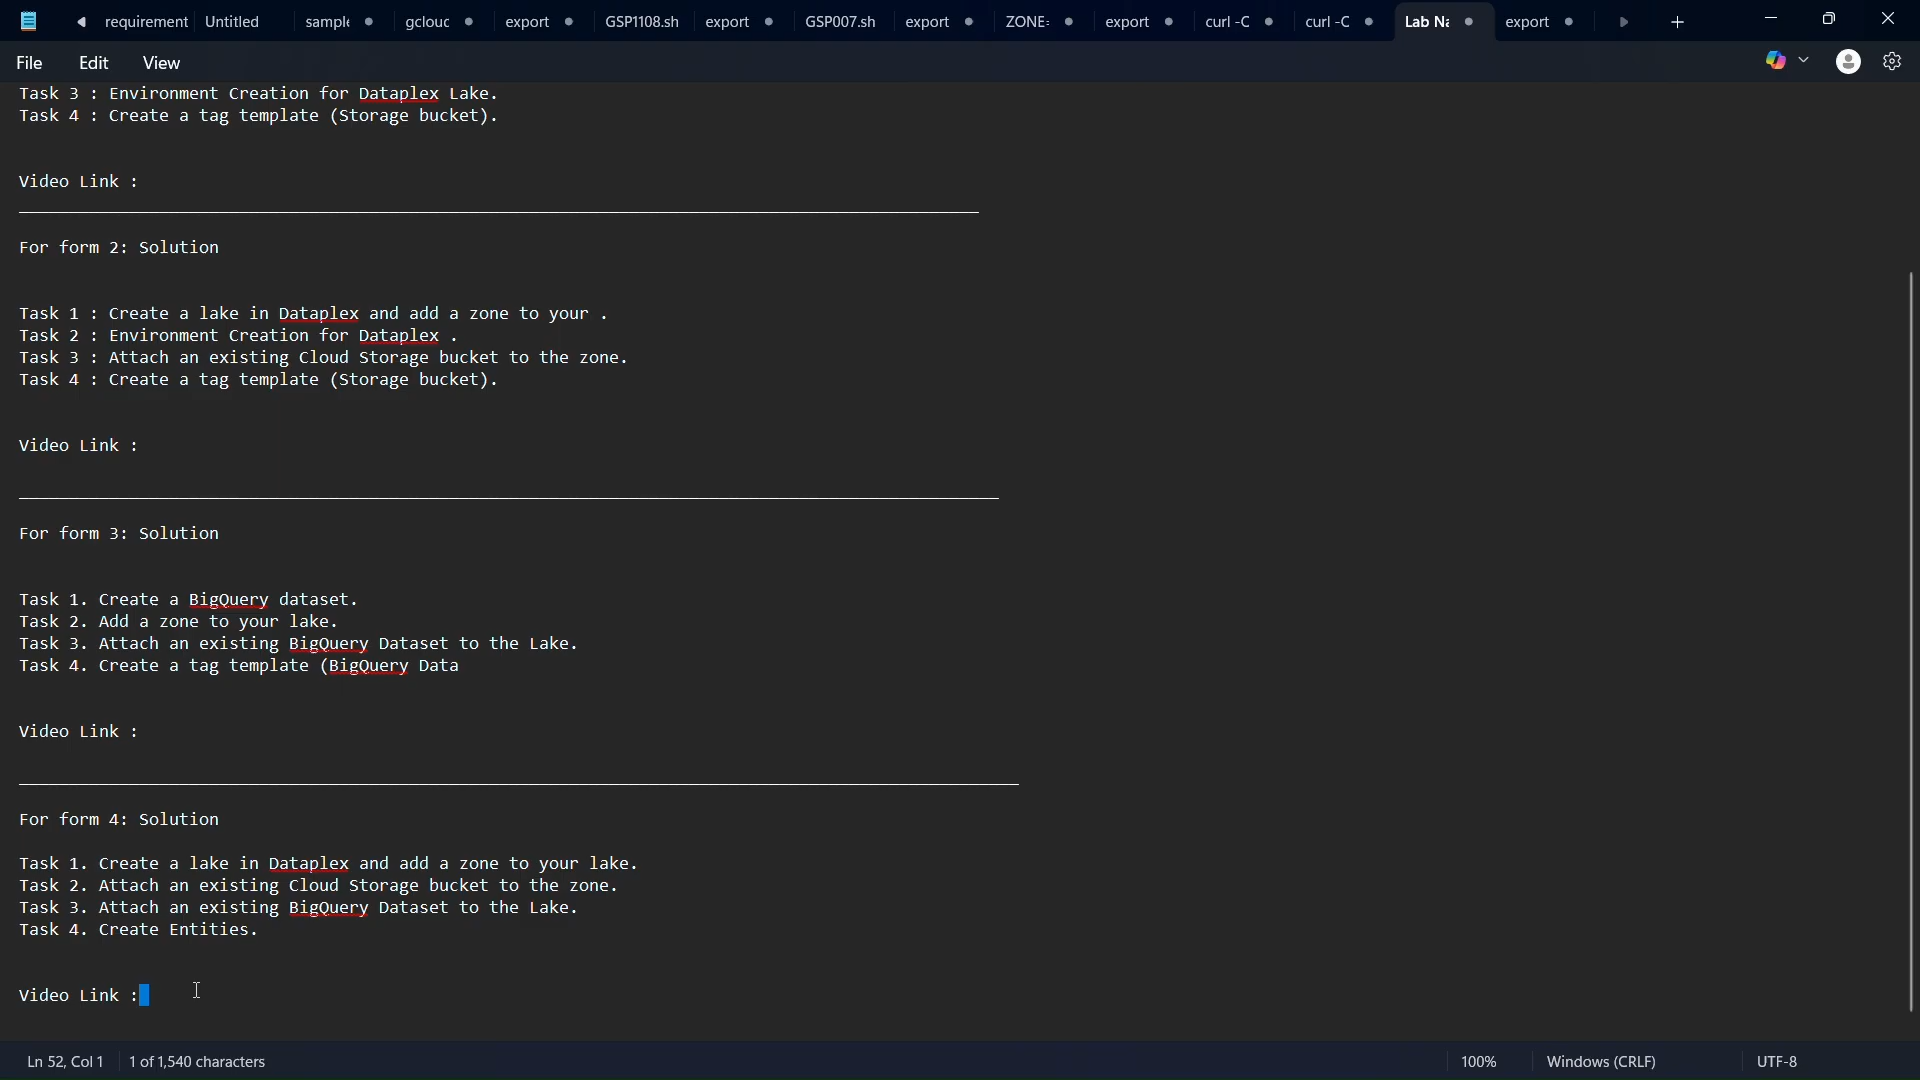 requirement Untitled sample gclouc export GSP1108.sh export GSP007.sh export ZONE= export curl -C curl -C Lab Na export
File Edit View
Task 3 : Environment Creation for Dataplex Lake.
Task 4 : Create a tag template (Storage bucket).
Video Link :
For form 2: Solution
Task 1 : Create a lake in Dataplex and add a zone to your .
Task 2 : Environment Creation for Dataplex .
Task 3 : Attach an existing Cloud Storage bucket to the zone.
Task 4 : Create a tag template (Storage bucket).
Video Link :
For form 3: Solution
Task 1. Create a BigQuery dataset.
Task 2. Add a zone to your lake.
Task 3. Attach an existing BigQuery Dataset to the Lake.
Task 4. Create a tag template (BigQuery Data
Video Link :
For form 4: Solution
Task 1. Create a lake in Dataplex and add a zone to your lake.
Task 2. Attach an existing Cloud Storage bucket to the zone.
Task 3. Attach an existing BigQuery Dataset to the Lake.
Task 4. Create Entities.
Video Link :
Ln 52, Col 1 1 of 1,540 characters 100% Windows (CRLF) UTF-8